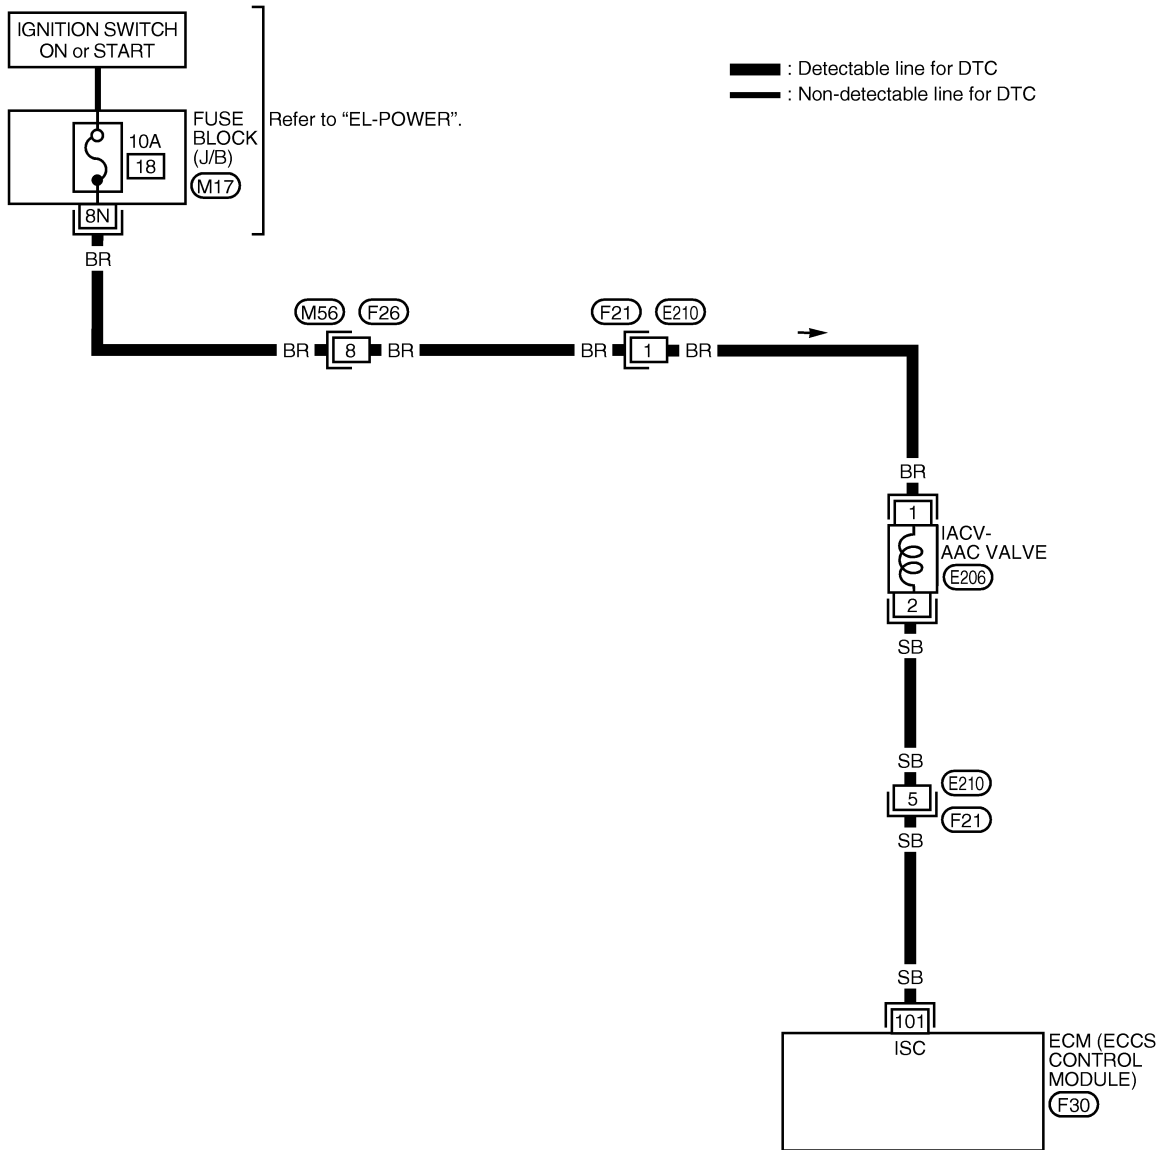 IGNITION SWITCH
ON or START
: Detectable line for DTC
: Non-detectable line for DTC
FUSE
BLOCK
(J/B)
M17
10A
18
Refer to “EL-POWER”.
8N
BR
M56
F26
F21
E210
BR
8
BR
BR
1
BR
BR
1
IACV-
AAC VALVE
E206
2
SB
SB
E210
5
F21
SB
SB
101
ISC
ECM (ECCS
CONTROL
MODULE)
F30